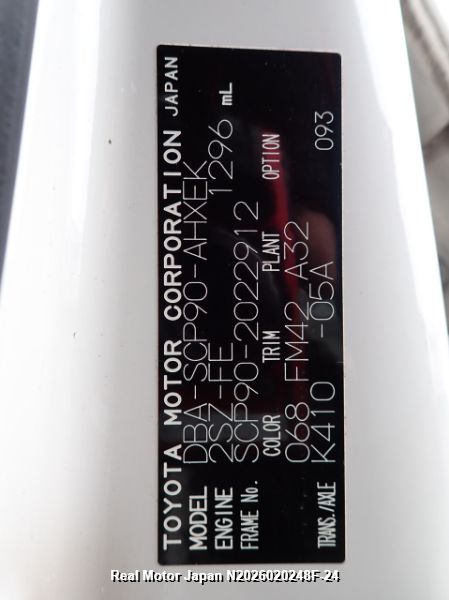 TOYOTA MOTOR CORPORATION JAPAN
MODEL DBA-SCP90-AHXEK
ENGINE 2SZ-FE 1296 mL
FRAME No. SCP90-2022912
COLOR TRIM PLANT OPTION
068 FM42 A32
TRANS./AXLE K410 -05A 093
Real Motor Japan N2026020248F-24